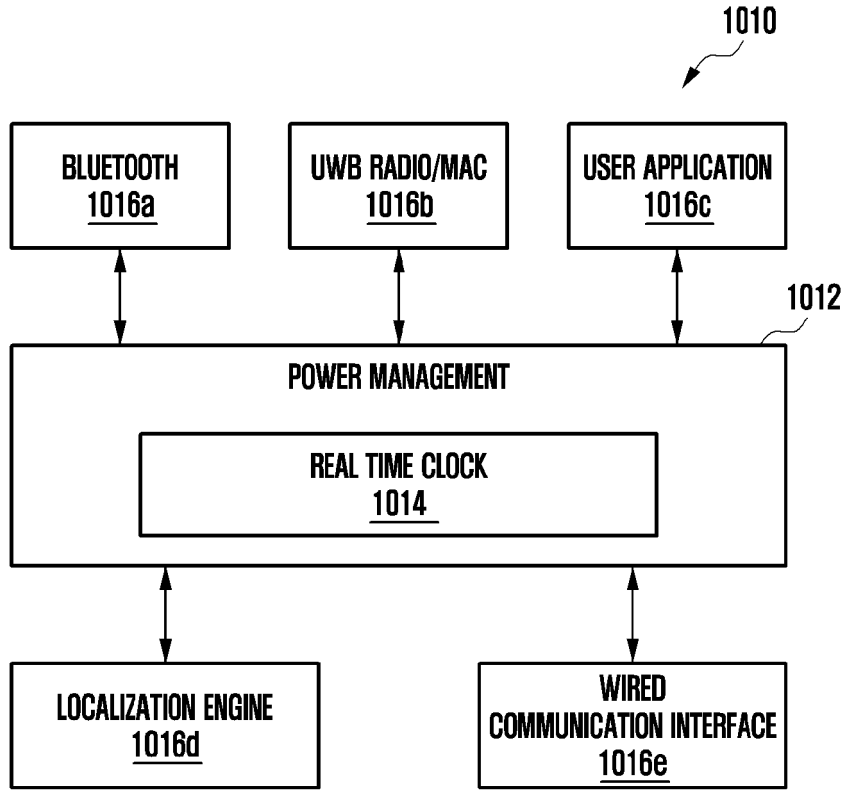 1010
BLUETOOTH
1016a
UWB RADIO/MAC
1016b
USER APPLICATION
1016c
1012
POWER MANAGEMENT
REAL TIME CLOCK
1014
LOCALIZATION ENGINE
1016d
WIRED
COMMUNICATION INTERFACE
1016e